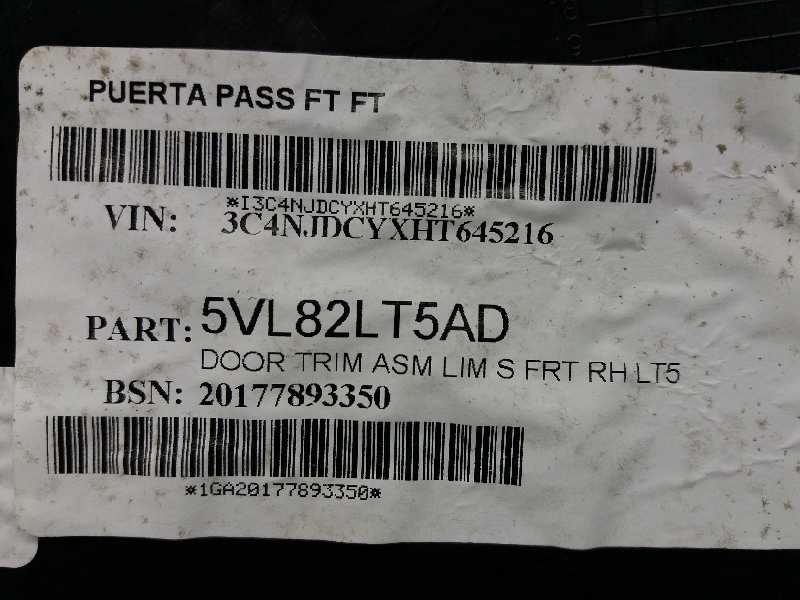 PUERTA PASS FT FT
*I3C4NJDCYXHT645216*
VIN: 3C4NJDCYXHT645216
PART: 5VL82LT5AD
DOOR TRIM ASM LIM S FRT RH LT5
BSN: 20177893350
*1GA20177893350*